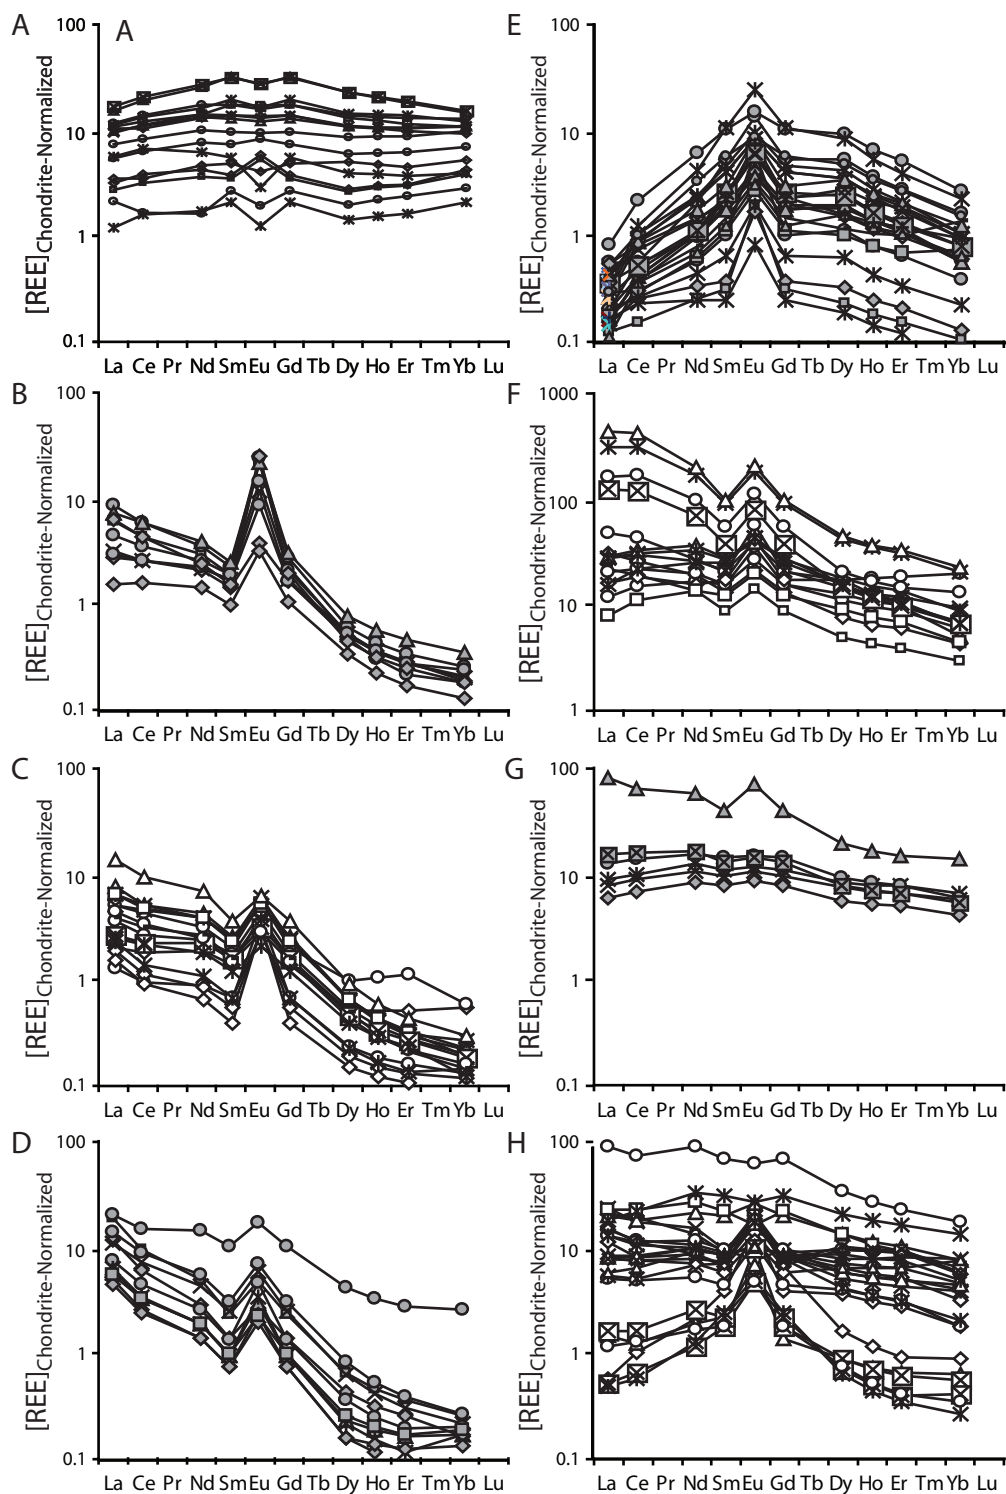 A
A
[REE]Chondrite-Normalized
100
10
1
0.1
La Ce Pr Nd Sm Eu Gd Tb Dy Ho Er Tm Yb Lu
B
[REE]Chondrite-Normalized
100
10
1
0.1
La Ce Pr Nd Sm Eu Gd Tb Dy Ho Er Tm Yb Lu
C
[REE]Chondrite-Normalized
100
10
1
0.1
La Ce Pr Nd Sm Eu Gd Tb Dy Ho Er Tm Yb Lu
D
[REE]Chondrite-Normalized
100
10
1
0.1
La Ce Pr Nd Sm Eu Gd Tb Dy Ho Er Tm Yb Lu
E
[REE]Chondrite-Normalized
100
10
1
0.1
La Ce Pr Nd Sm Eu Gd Tb Dy Ho Er Tm Yb Lu
F
[REE]Chondrite-Normalized
1000
100
10
1
La Ce Pr Nd Sm Eu Gd Tb Dy Ho Er Tm Yb Lu
G
[REE]Chondrite-Normalized
100
10
1
0.1
La Ce Pr Nd Sm Eu Gd Tb Dy Ho Er Tm Yb Lu
H
[REE]Chondrite-Normalized
100
10
1
0.1
La Ce Pr Nd Sm Eu Gd Tb Dy Ho Er Tm Yb Lu